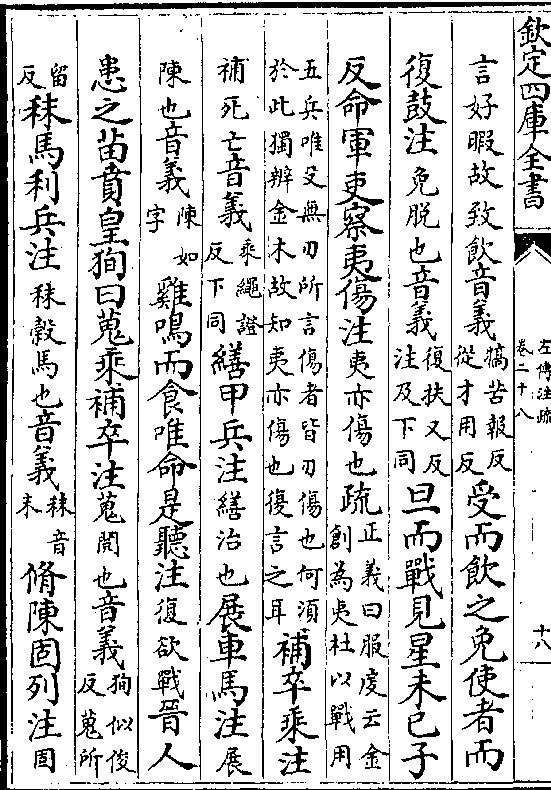 欽定四庫全書 左傳注疏 卷二十八 十八
言好暇故致飲音義犒苦報反從才用反受而飲之免使者而
復鼓注免脫也音義復扶又反注及下同旦而戰見星未已子
反命軍吏察夷傷注夷亦傷也疏正義曰服虔云金創為夷杜以戰用
五兵唯殳無刃所言傷者皆刃傷也何須於此獨辨金木故知夷亦傷也復言之耳補卒乘注
補死亡音義乘繩證反下同繕甲兵注繕治也展車馬注展
陳也音義陳如字雞鳴而食唯命是聽注復欲戰晉人
患之苗賁皇狥曰蒐乘補卒注蒐閱也音義狥似俊反蒐所
留反秣馬利兵注秣穀馬也音義秣音末脩陳固列注固